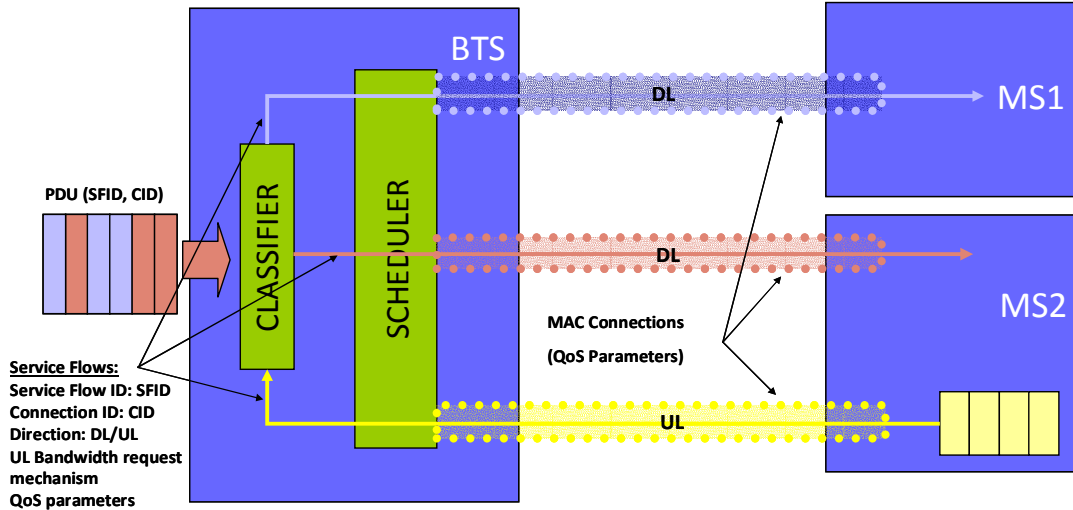 BTS
DL
MS1
PDU (SFID, CID)
CLASSIFIER
SCHEDULER
DL
MS2
MAC Connections
(QoS Parameters)
Service Flows:
Service Flow ID: SFID
Connection ID: CID
Direction: DL/UL
UL Bandwidth request
mechanism
QoS parameters
UL